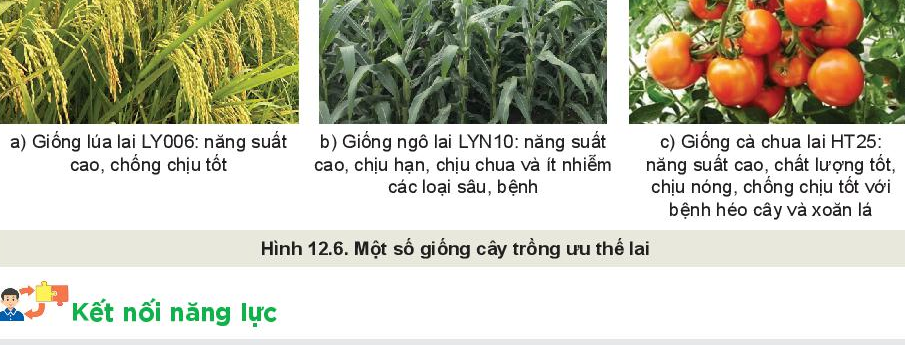 a) Giống lúa lai LY006: năng suất
cao, chống chịu tốt
b) Giống ngô lai LYN10: năng suất
cao, chịu hạn, chịu chua và ít nhiễm
các loại sâu, bệnh
c) Giống cà chua lai HT25:
năng suất cao, chất lượng tốt,
chịu nóng, chống chịu tốt với
bệnh héo cây và xoăn lá
Hình 12.6. Một số giống cây trồng ưu thế lai
Kết nối năng lực